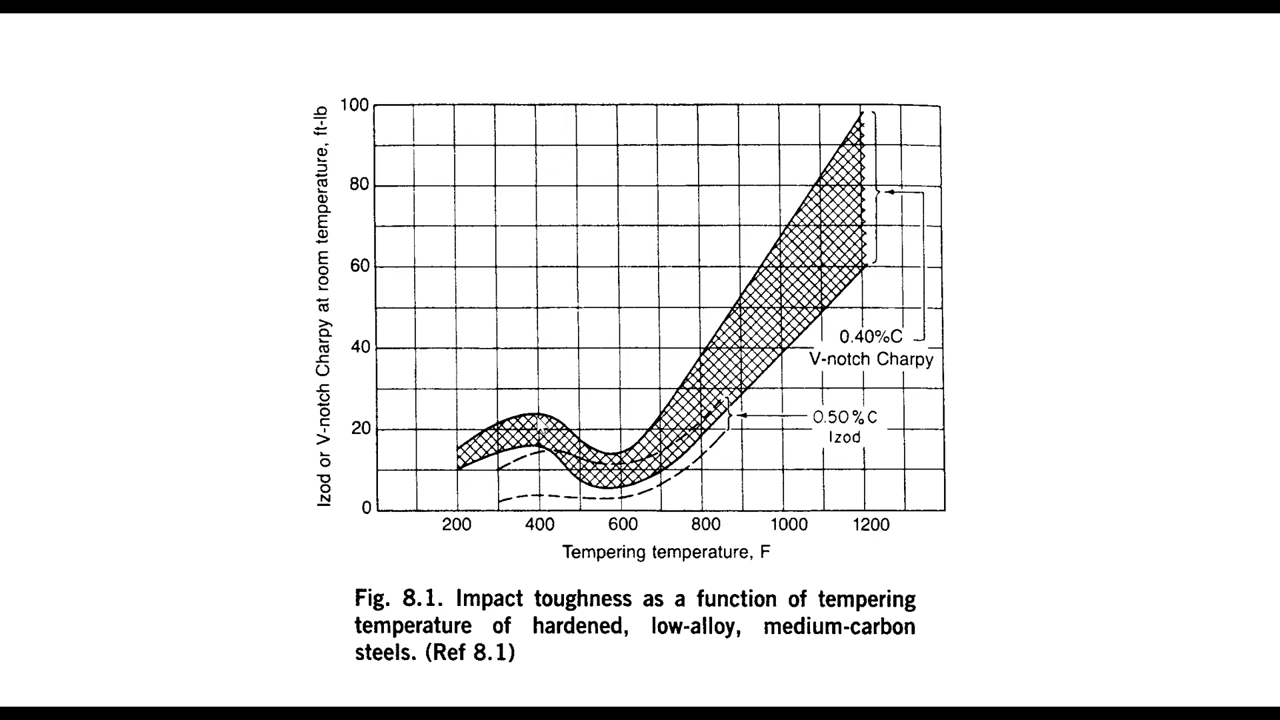 Izod or V-notch Charpy at room temperature, ft-lb
100
80
60
40
20
0
200 400 600 800 1000 1200
Tempering temperature, F
0.40%C
V-notch Charpy
0.50%C
Izod
Fig. 8.1. Impact toughness as a function of tempering
temperature of hardened, low-alloy, medium-carbon
steels. (Ref 8.1)